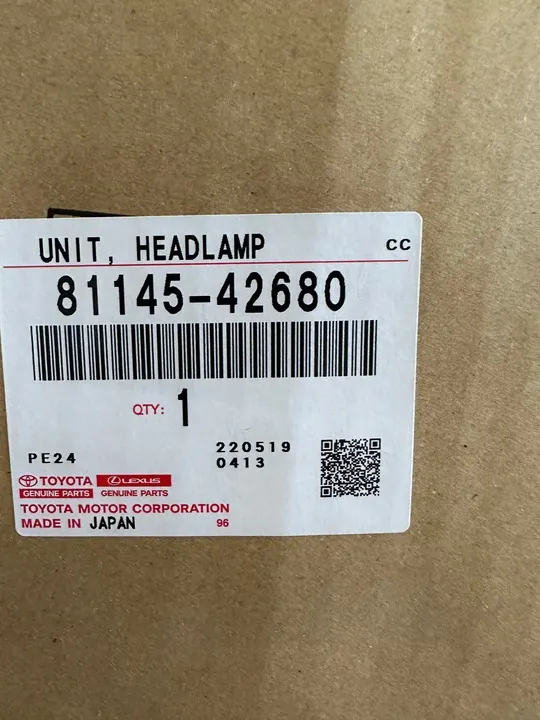 UNIT, HEADLAMP CC
81145-42680
QTY: 1
PE24 220519
0413
TOYOTA LEXUS
GENUINE PARTS GENUINE PARTS
TOYOTA MOTOR CORPORATION
MADE IN JAPAN 96